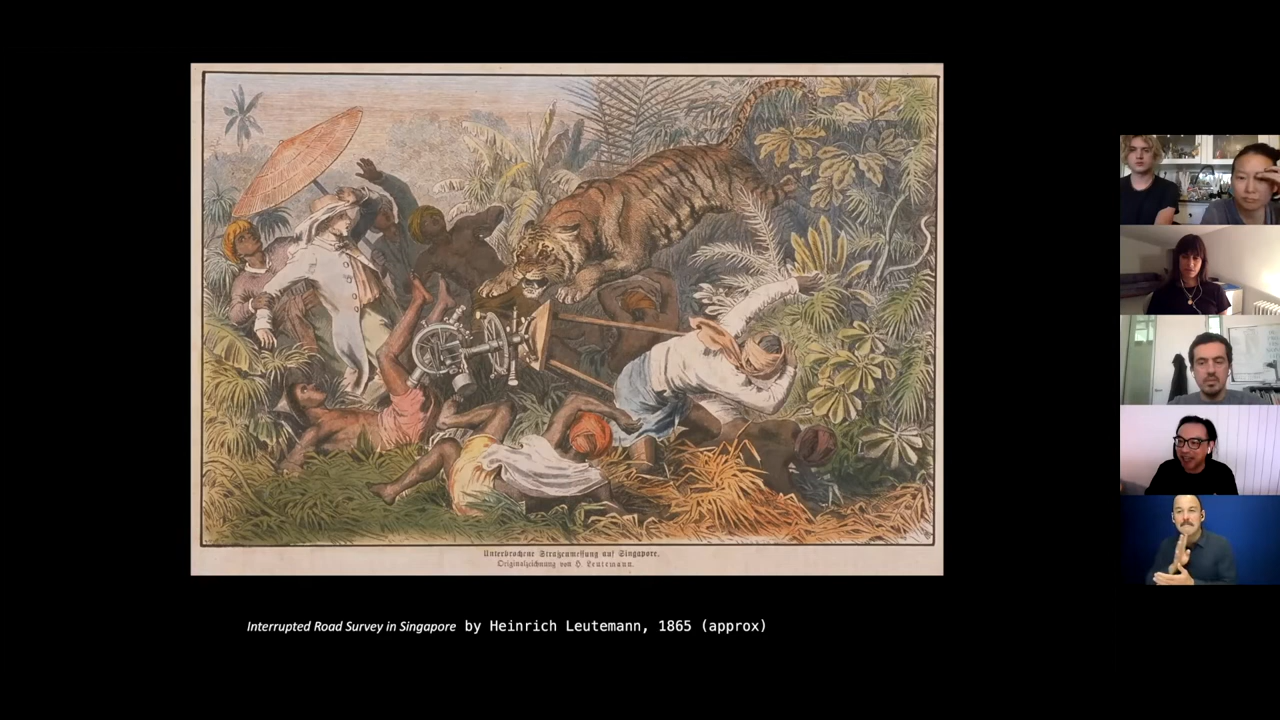 Unterbrochene Straßenmessung auf Singapore.
Originalzeichnung von H. Leutemann.
Interrupted Road Survey in Singapore by Heinrich Leutemann, 1865 (approx)